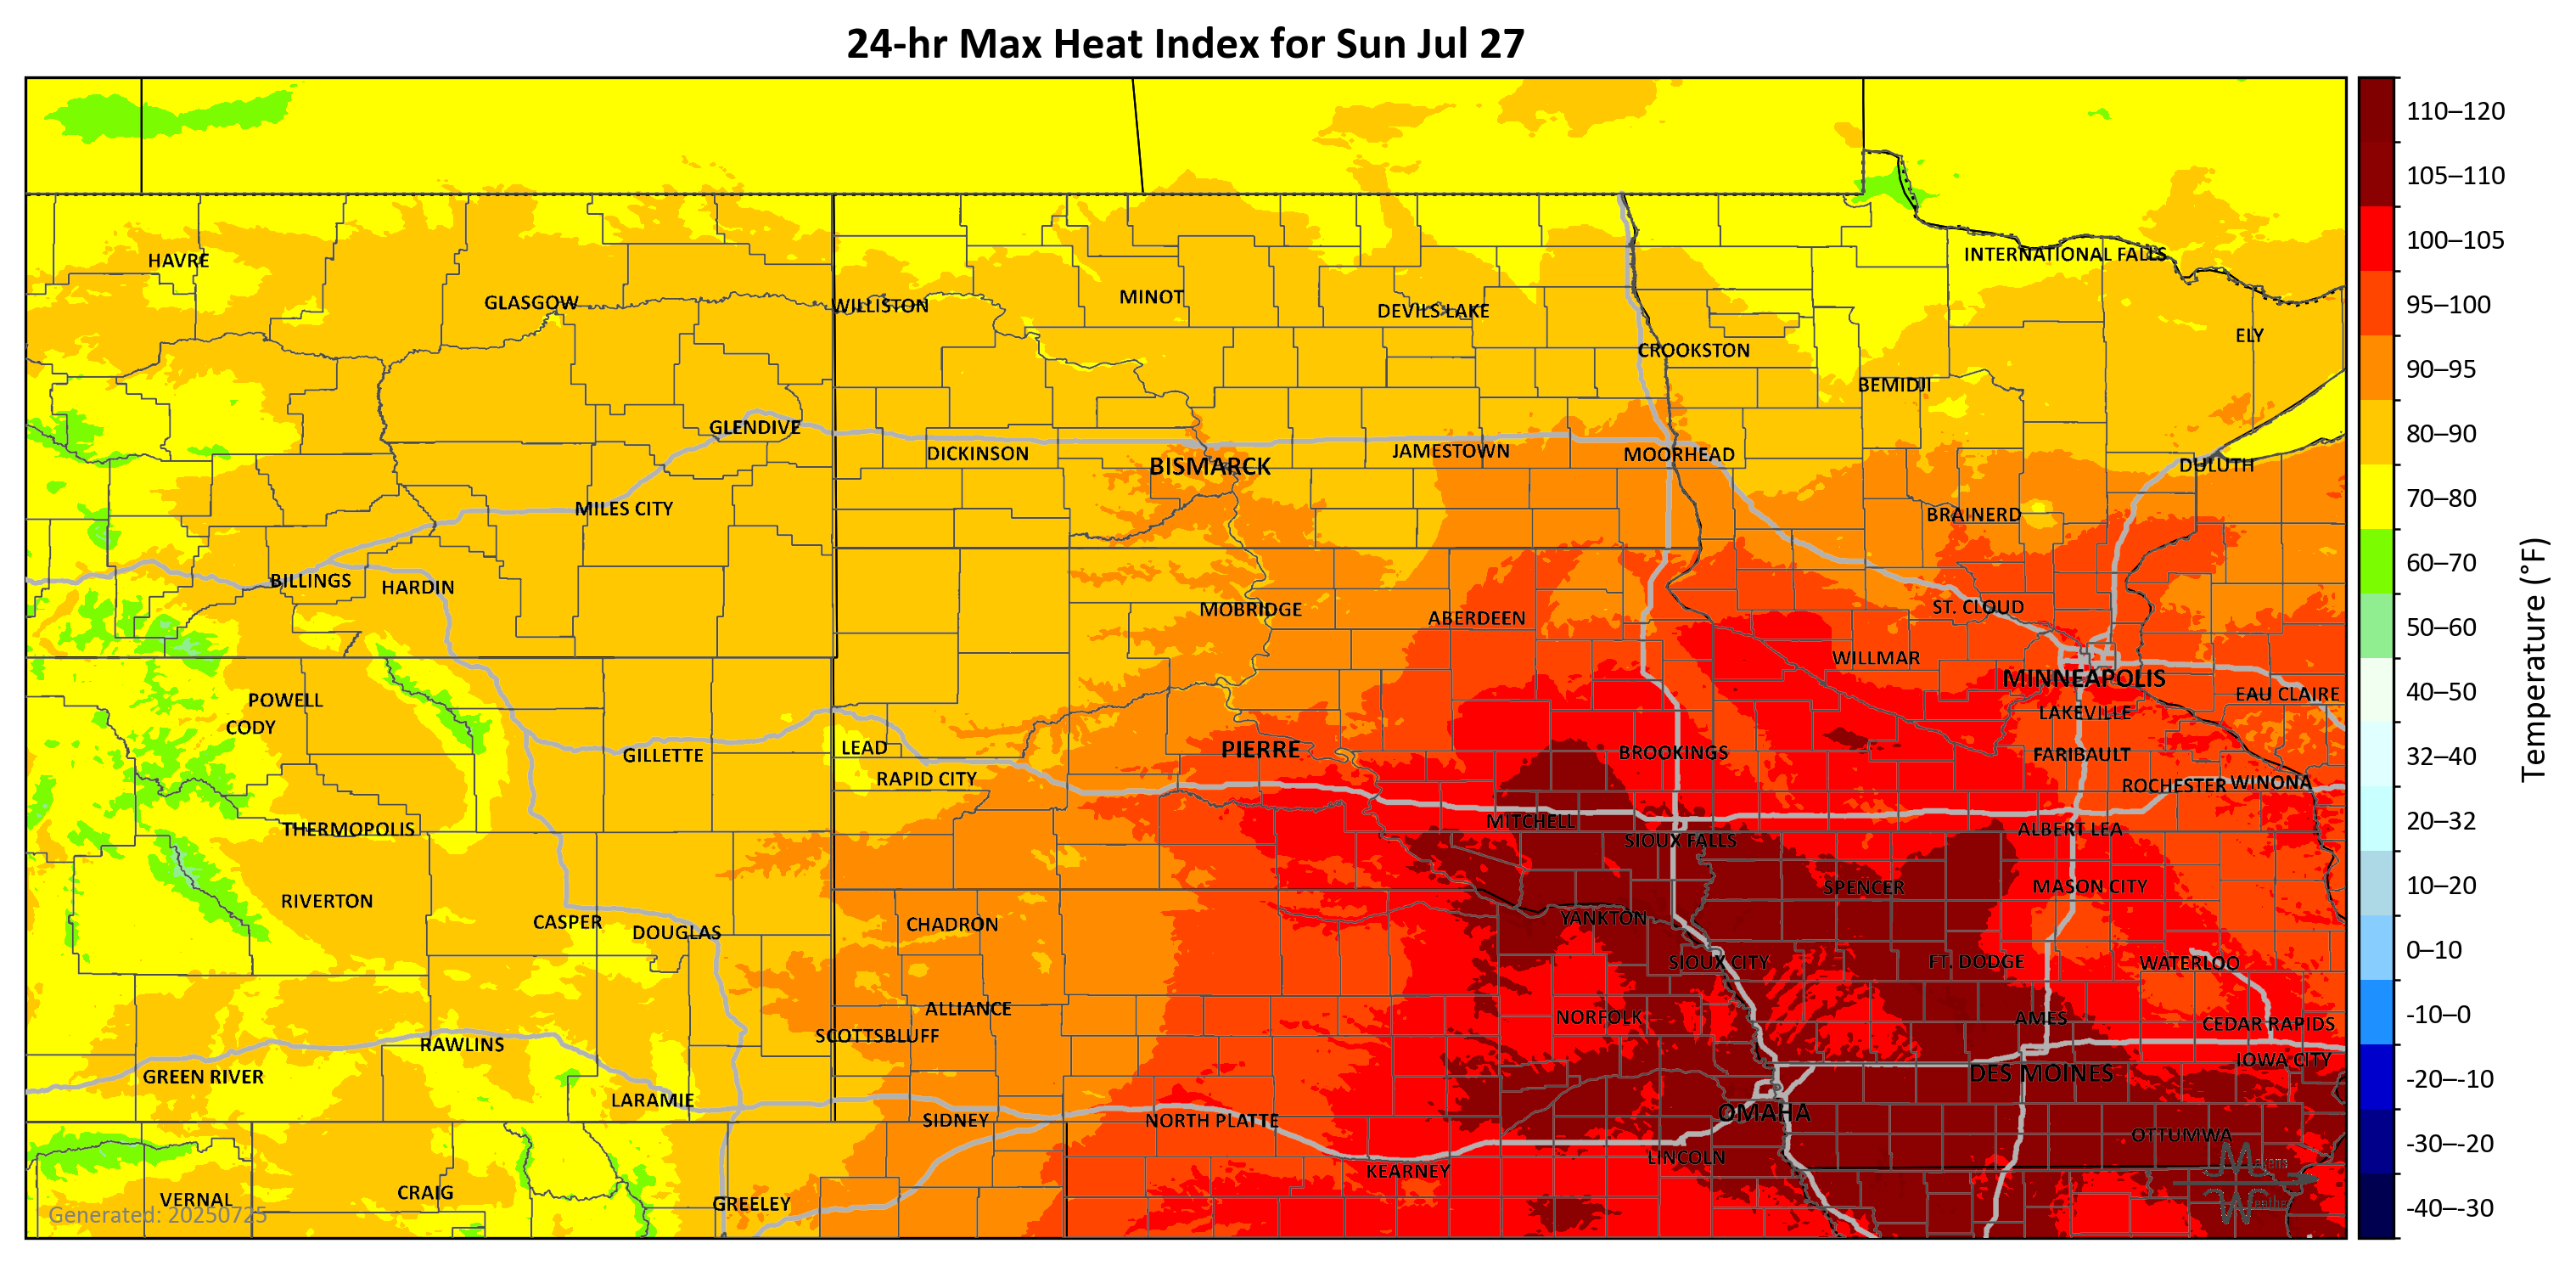 24-hr Max Heat Index for Sun Jul 27
HAVRE
GLASGOW
WILLISTON
MINOT
DEVILS LAKE
CROOKSTON
INTERNATIONAL FALLS
ELY
BEMIDJI
GLENDIVE
DICKINSON
BISMARCK
JAMESTOWN
MOORHEAD
DULUTH
MILES CITY
BRAINERD
BILLINGS
HARDIN
MOBRIDGE
ABERDEEN
ST. CLOUD
WILLMAR
MINNEAPOLIS
EAU CLAIRE
POWELL
CODY
LAKEVILLE
GILLETTE
LEAD
RAPID CITY
PIERRE
BROOKINGS
FARIBAULT
ROCHESTER
WINONA
THERMOPOLIS
MITCHELL
SIOUX FALLS
ALBERT LEA
RIVERTON
CASPER
DOUGLAS
CHADRON
YANKTON
SPENCER
MASON CITY
SIOUX CITY
FT. DODGE
WATERLOO
ALLIANCE
SCOTTSBLUFF
NORFOLK
AMES
CEDAR RAPIDS
IOWA CITY
RAWLINS
GREEN RIVER
LARAMIE
SIDNEY
NORTH PLATTE
OMAHA
DES MOINES
OTTUMWA
KEARNEY
LINCOLN
VERNAL
CRAIG
GREELEY
Generated: 20250725
110–120
105–110
100–105
95–100
90–95
80–90
70–80
60–70
50–60
40–50
32–40
20–32
10–20
0–10
-10–0
-20–-10
-30–-20
-40–-30
Temperature (°F)